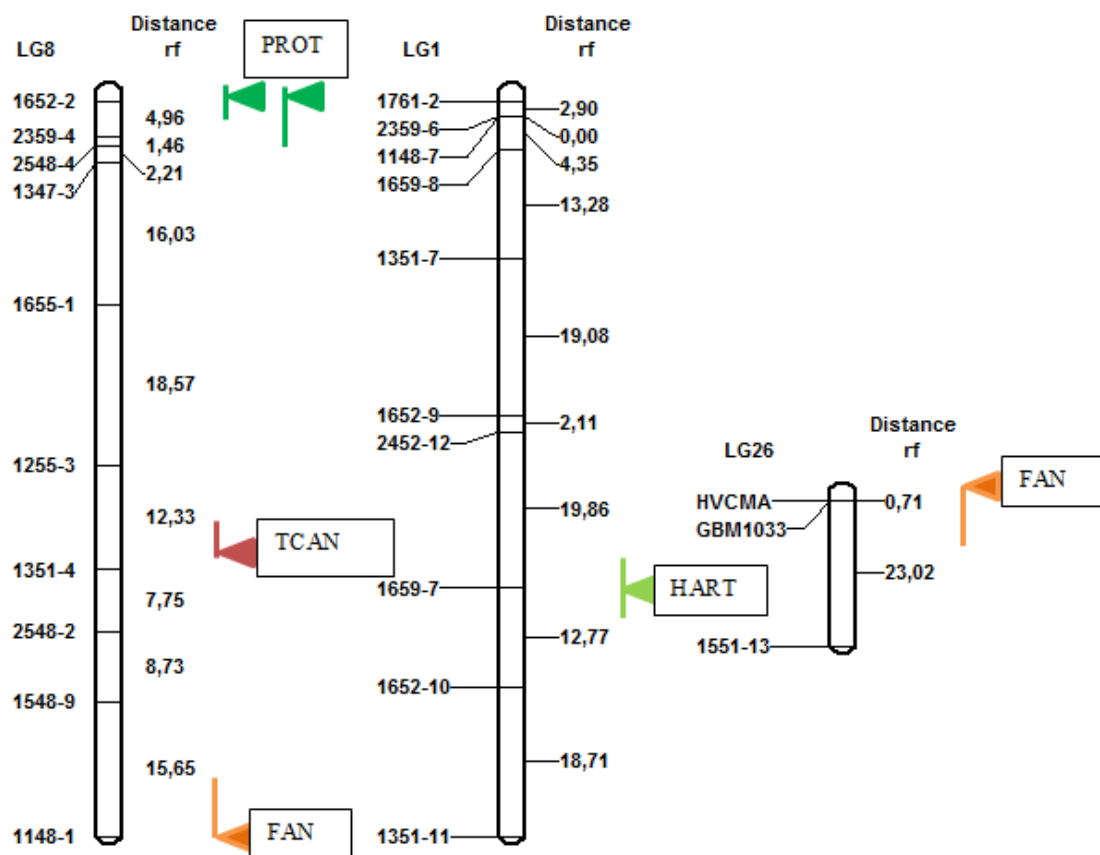 LG8
Distance
rf
PROT
1652-2
4,96
2359-4
1,46
2548-4
2,21
1347-3
16,03
1655-1
18,57
1255-3
12,33
TCAN
1351-4
7,75
2548-2
8,73
1548-9
15,65
FAN
1148-1
LG1
Distance
rf
1761-2
2,90
2359-6
0,00
1148-7
4,35
1659-8
13,28
1351-7
19,08
1652-9
2,11
2452-12
19,86
1659-7
HART
12,77
1652-10
18,71
1351-11
LG26
Distance
rf
FAN
HVCMA
0,71
GBM1033
23,02
1551-13